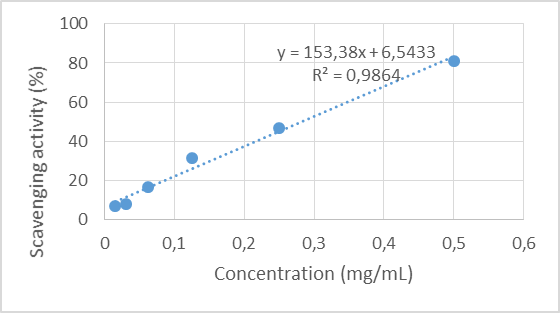 100
80
60
40
20
0
Scavenging activity (%)
y = 153,38x + 6,5433
R² = 0,9864
0 0,1 0,2 0,3 0,4 0,5 0,6
Concentration (mg/mL)